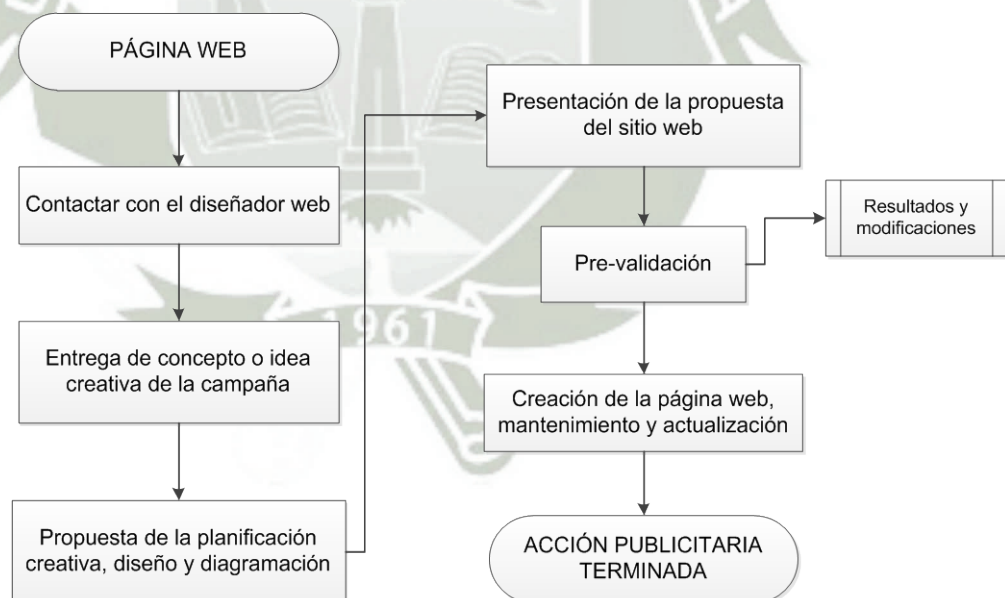 PÁGINA WEB
Contactar con el diseñador web
Entrega de concepto o idea
creativa de la campaña
Propuesta de la planificación
creativa, diseño y diagramación
Presentación de la propuesta
del sitio web
Pre-validación
Resultados y
modificaciones
Creación de la página web,
mantenimiento y actualización
ACCIÓN PUBLICITARIA
TERMINADA
1961